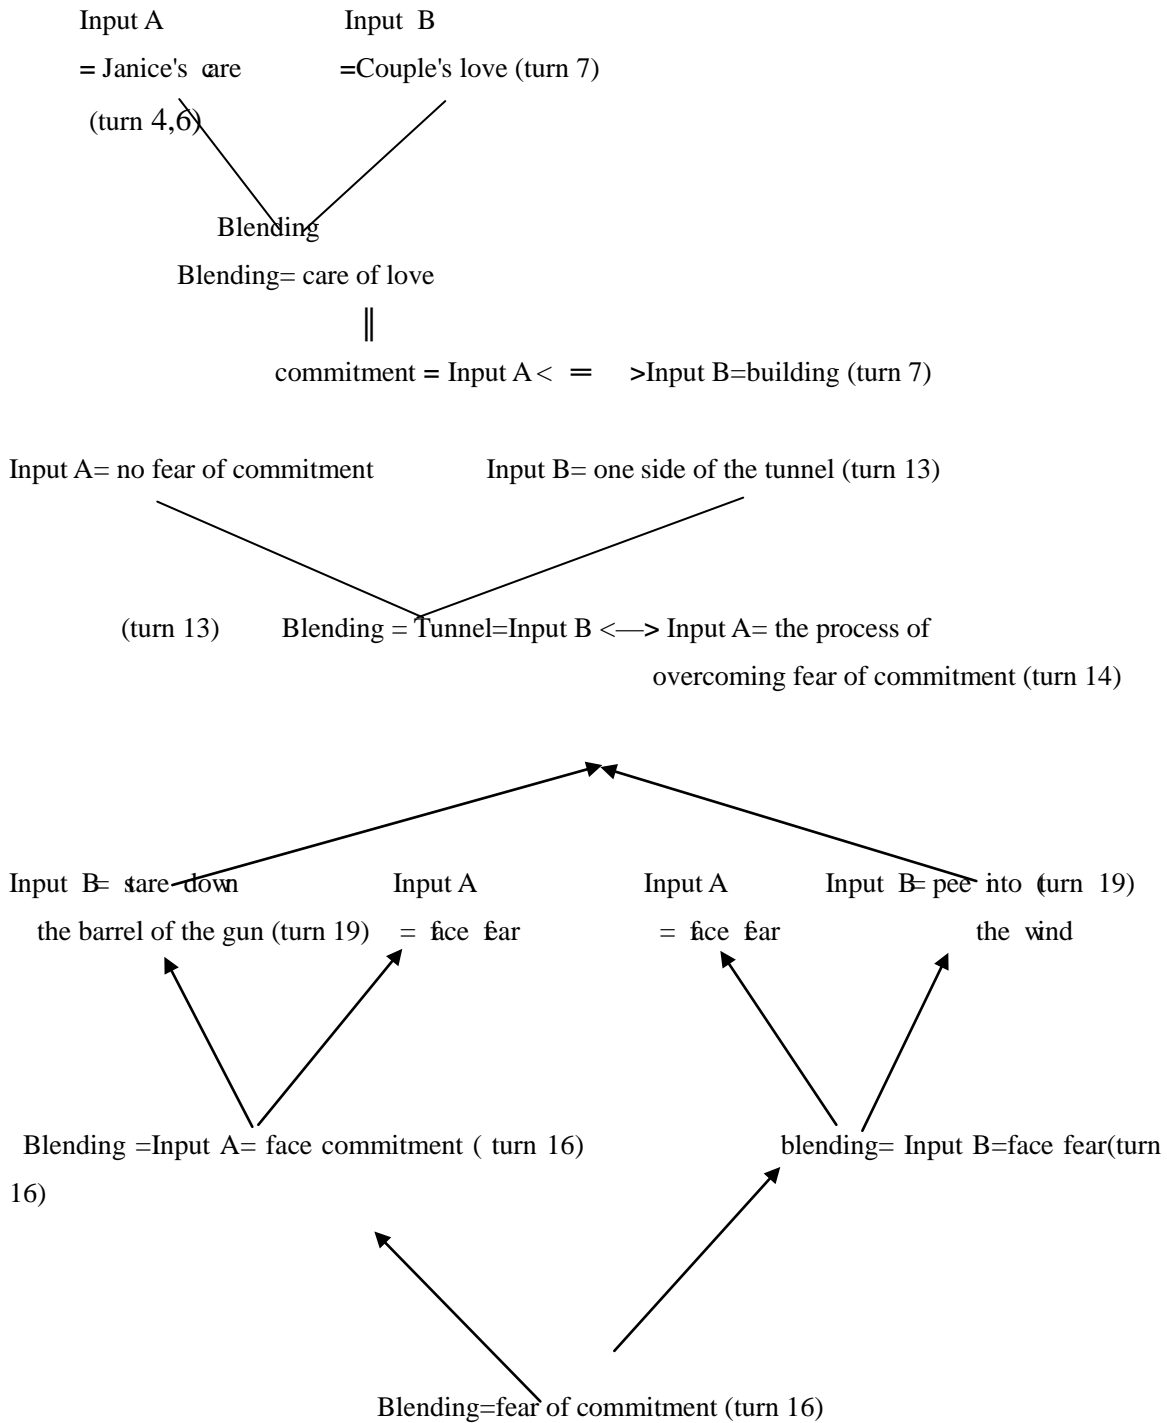 Input A Input B
= Janice's care =Couple's love (turn 7)
(turn 4,6)
Blending
Blending= care of love
‖
commitment = Input A< = >Input B=building (turn 7)
Input A= no fear of commitment Input B= one side of the tunnel (turn 13)
(turn 13) Blending = Tunnel=Input B <—> Input A= the process of
overcoming fear of commitment (turn 14)
Input B= stare down Input A Input A Input B= pee into (turn 19)
the barrel of the gun (turn 19) = face fear = face fear the wind
Blending =Input A= face commitment ( turn 16) blending= Input B=face fear(turn
16)
Blending=fear of commitment (turn 16)